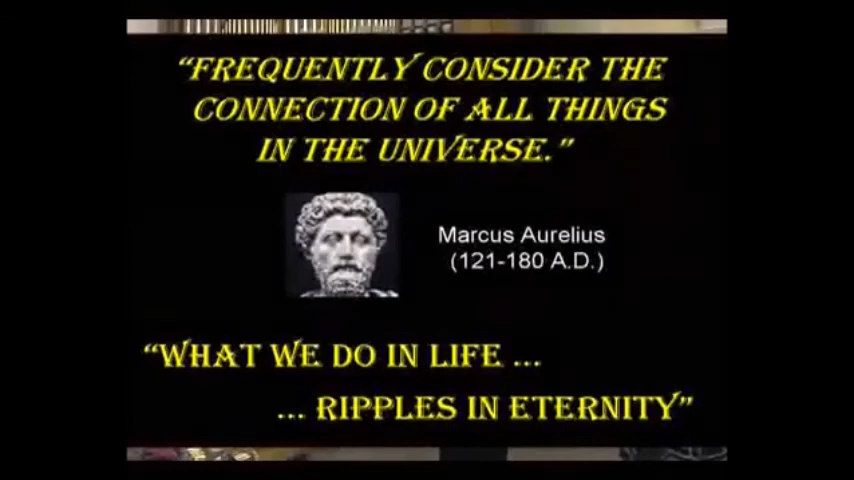 “FREQUENTLY CONSIDER THE
CONNECTION OF ALL THINGS
IN THE UNIVERSE.”
Marcus Aurelius
(121-180 A.D.)
“WHAT WE DO IN LIFE ...
... RIPPLES IN ETERNITY”